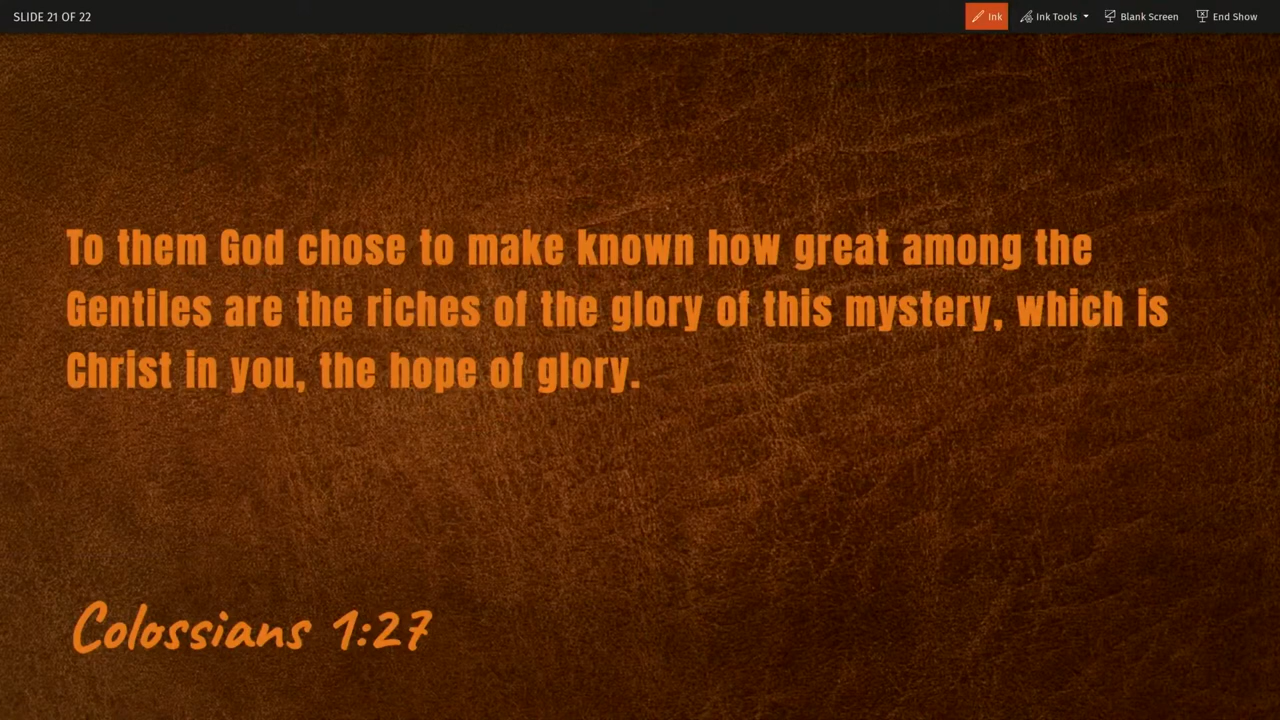 SLIDE 21 OF 22
Ink
Ink Tools
Blank Screen
End Show
To them God chose to make known how great among the
Gentiles are the riches of the glory of this mystery, which is
Christ in you, the hope of glory.
Colossians 1:27